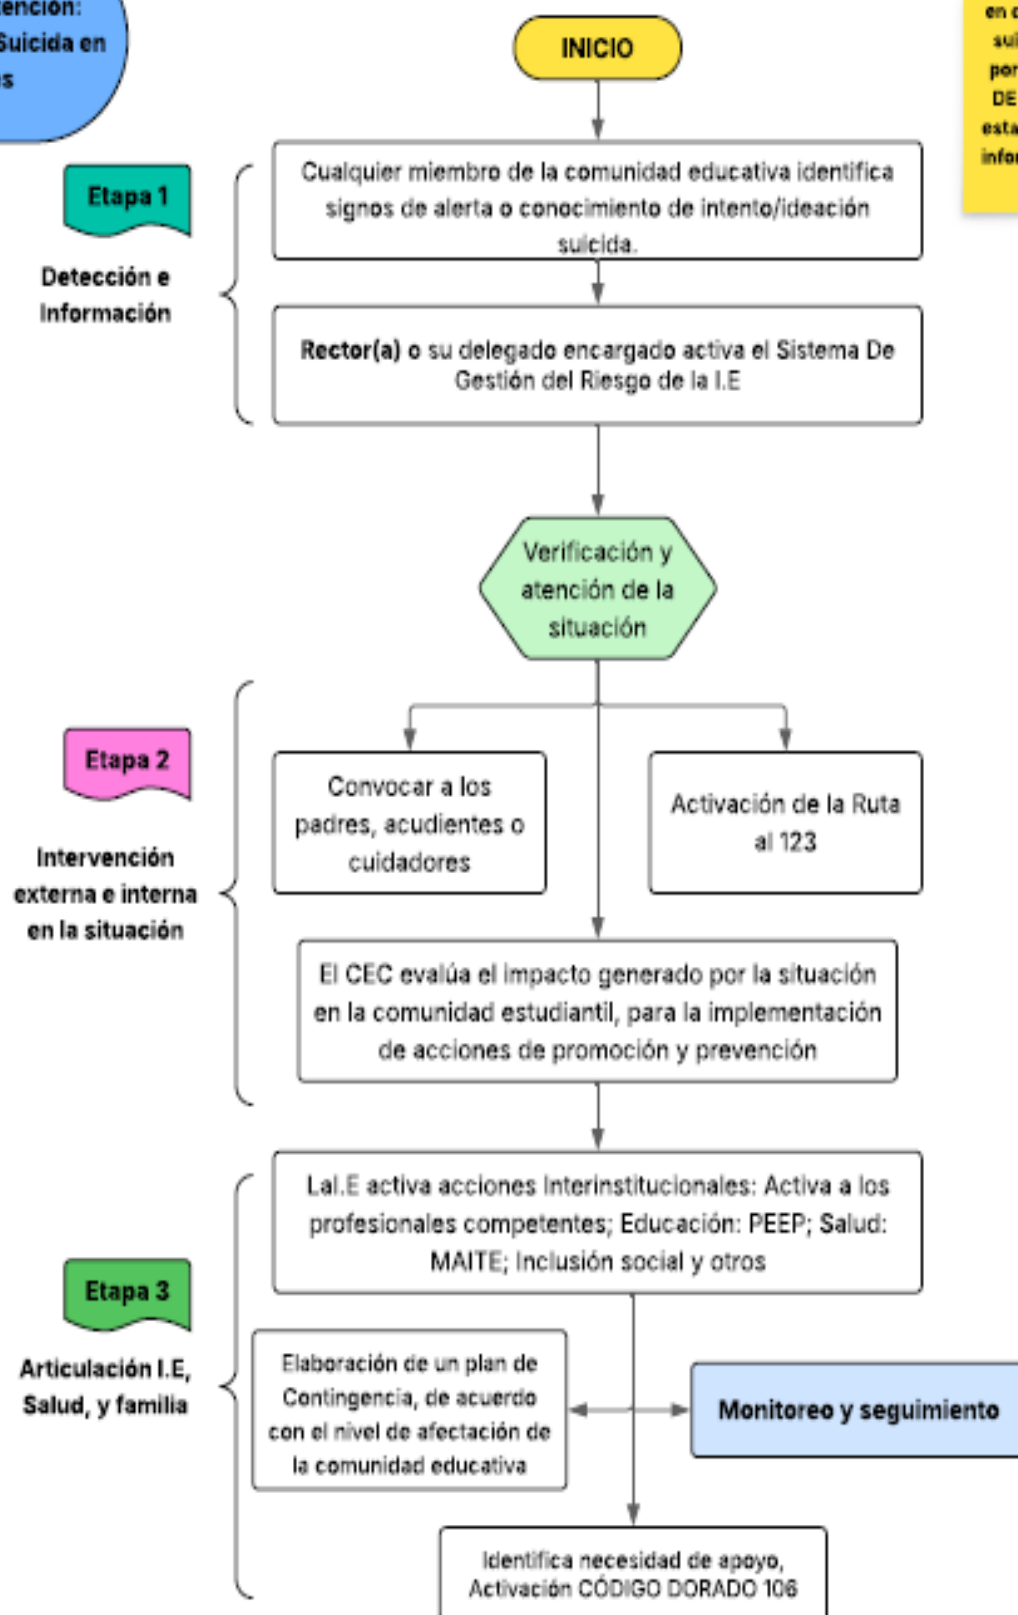 Suicida en
INICIO
en
DE
Etapa 1
Detección e
Información
Cualquier miembro de la comunidad educativa identifica
signos de alerta o conocimiento de intento/ideación
suicida.
Rector(a) o su delegado encargado activa el Sistema De
Gestión del Riesgo de la I.E
Verificación y
atención de la
situación
Etapa 2
Intervención
externa e interna
en la situación
Convocar a los
padres, acudientes o
cuidadores
Activación de la Ruta
al 123
El CEC evalúa el impacto generado por la situación
en la comunidad estudiantil, para la implementación
de acciones de promoción y prevención
Etapa 3
Articulación I.E,
Salud, y familia
LaI.E activa acciones Interinstitucionales: Activa a los
profesionales competentes; Educación: PEEP; Salud:
MAITE; Inclusión social y otros
Elaboración de un plan de
Contingencia, de acuerdo
con el nivel de afectación de
la comunidad educativa
Monitoreo y seguimiento
Identifica necesidad de apoyo,
Activación CÓDIGO DORADO 106